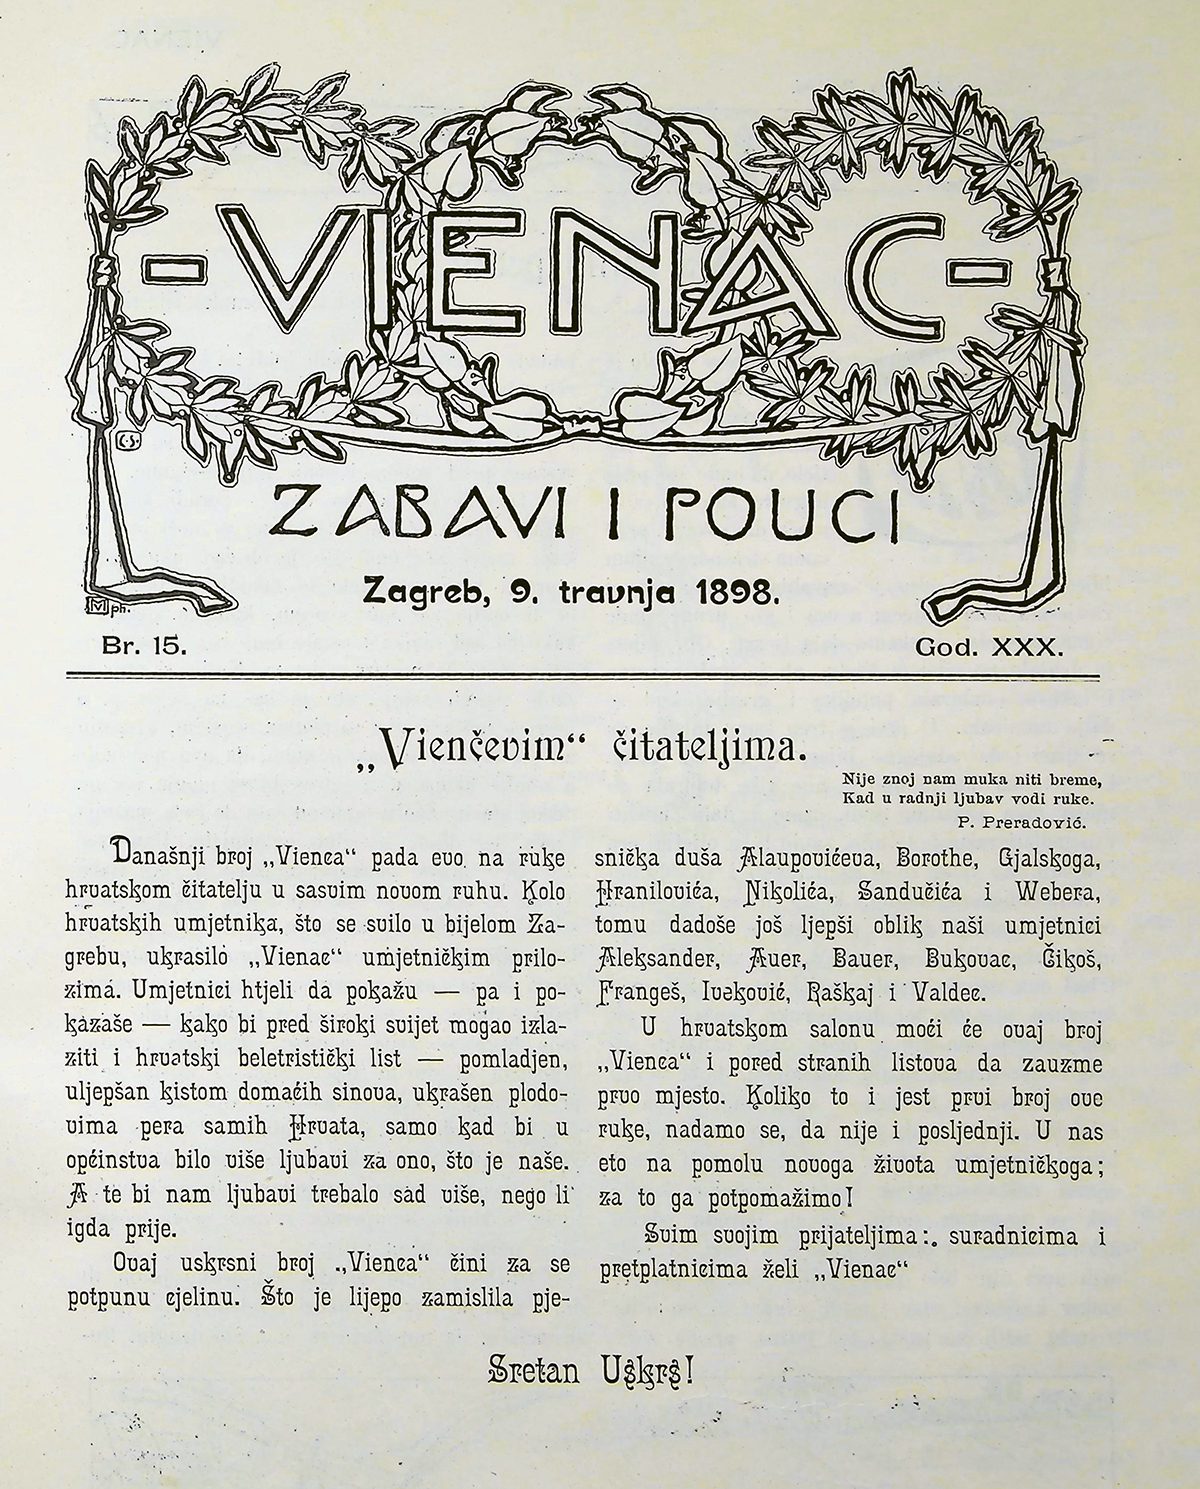 -VIENAC-
C·S·
ZABAVI I POUCI
Zagreb, 9. travnja 1898.
ph.
Br. 15.
God. XXX.
„Vienčevim“ čitateljima.
Nije znoj nam muka niti breme,
Kad u radnji ljubav vodi ruke.
P. Preradović.
Današnji broj „Vienca“ pada evo na ruke
hrvatskom čitatelju u sasvim novom ruhu. Kolo
hrvatskih umjetnika, što se svilo u bijelom Za-
grebu, ukrasilo „Vienac“ umjetničkim prilo-
zima. Umjetnici htjeli da pokažu — pa i po-
kazaše — kako bi pred široki svijet mogao izla-
ziti i hrvatski beletristički list — pomladjen,
uljepšan kistom domaćih sinova, ukrašen plodo-
vima pera samih Hrvata, samo kad bi u
općinstva bilo više ljubavi za ono, što je naše.
A te bi nam ljubavi trebalo sad više, nego li
igda prije.
Ovaj uskrsni broj „Vienca“ čini za se
potpunu cjelinu. Što je lijepo zamislila pje-
snička duša Alaupovićeva, Borothe, Gjalskoga,
Hranilovića, Nikolića, Sandučića i Webera,
tomu dadoše još ljepši oblik naši umjetnici
Aleksander, Auer, Bauer, Bukovac, Čikoš,
Frangeš, Iveković, Raškaj i Valdec.
U hrvatskom salonu moći će ovaj broj
„Vienca“ i pored stranih listova da zauzme
prvo mjesto. Koliko to i jest prvi broj ove
ruke, nadamo se, da nije i posljednji. U nas
eto na pomolu novoga života umjetničkoga;
za to ga potpomažimo!
Svim svojim prijateljima: suradnicima i
pretplatnicima želi „Vienac“
Sretan Uskrs!